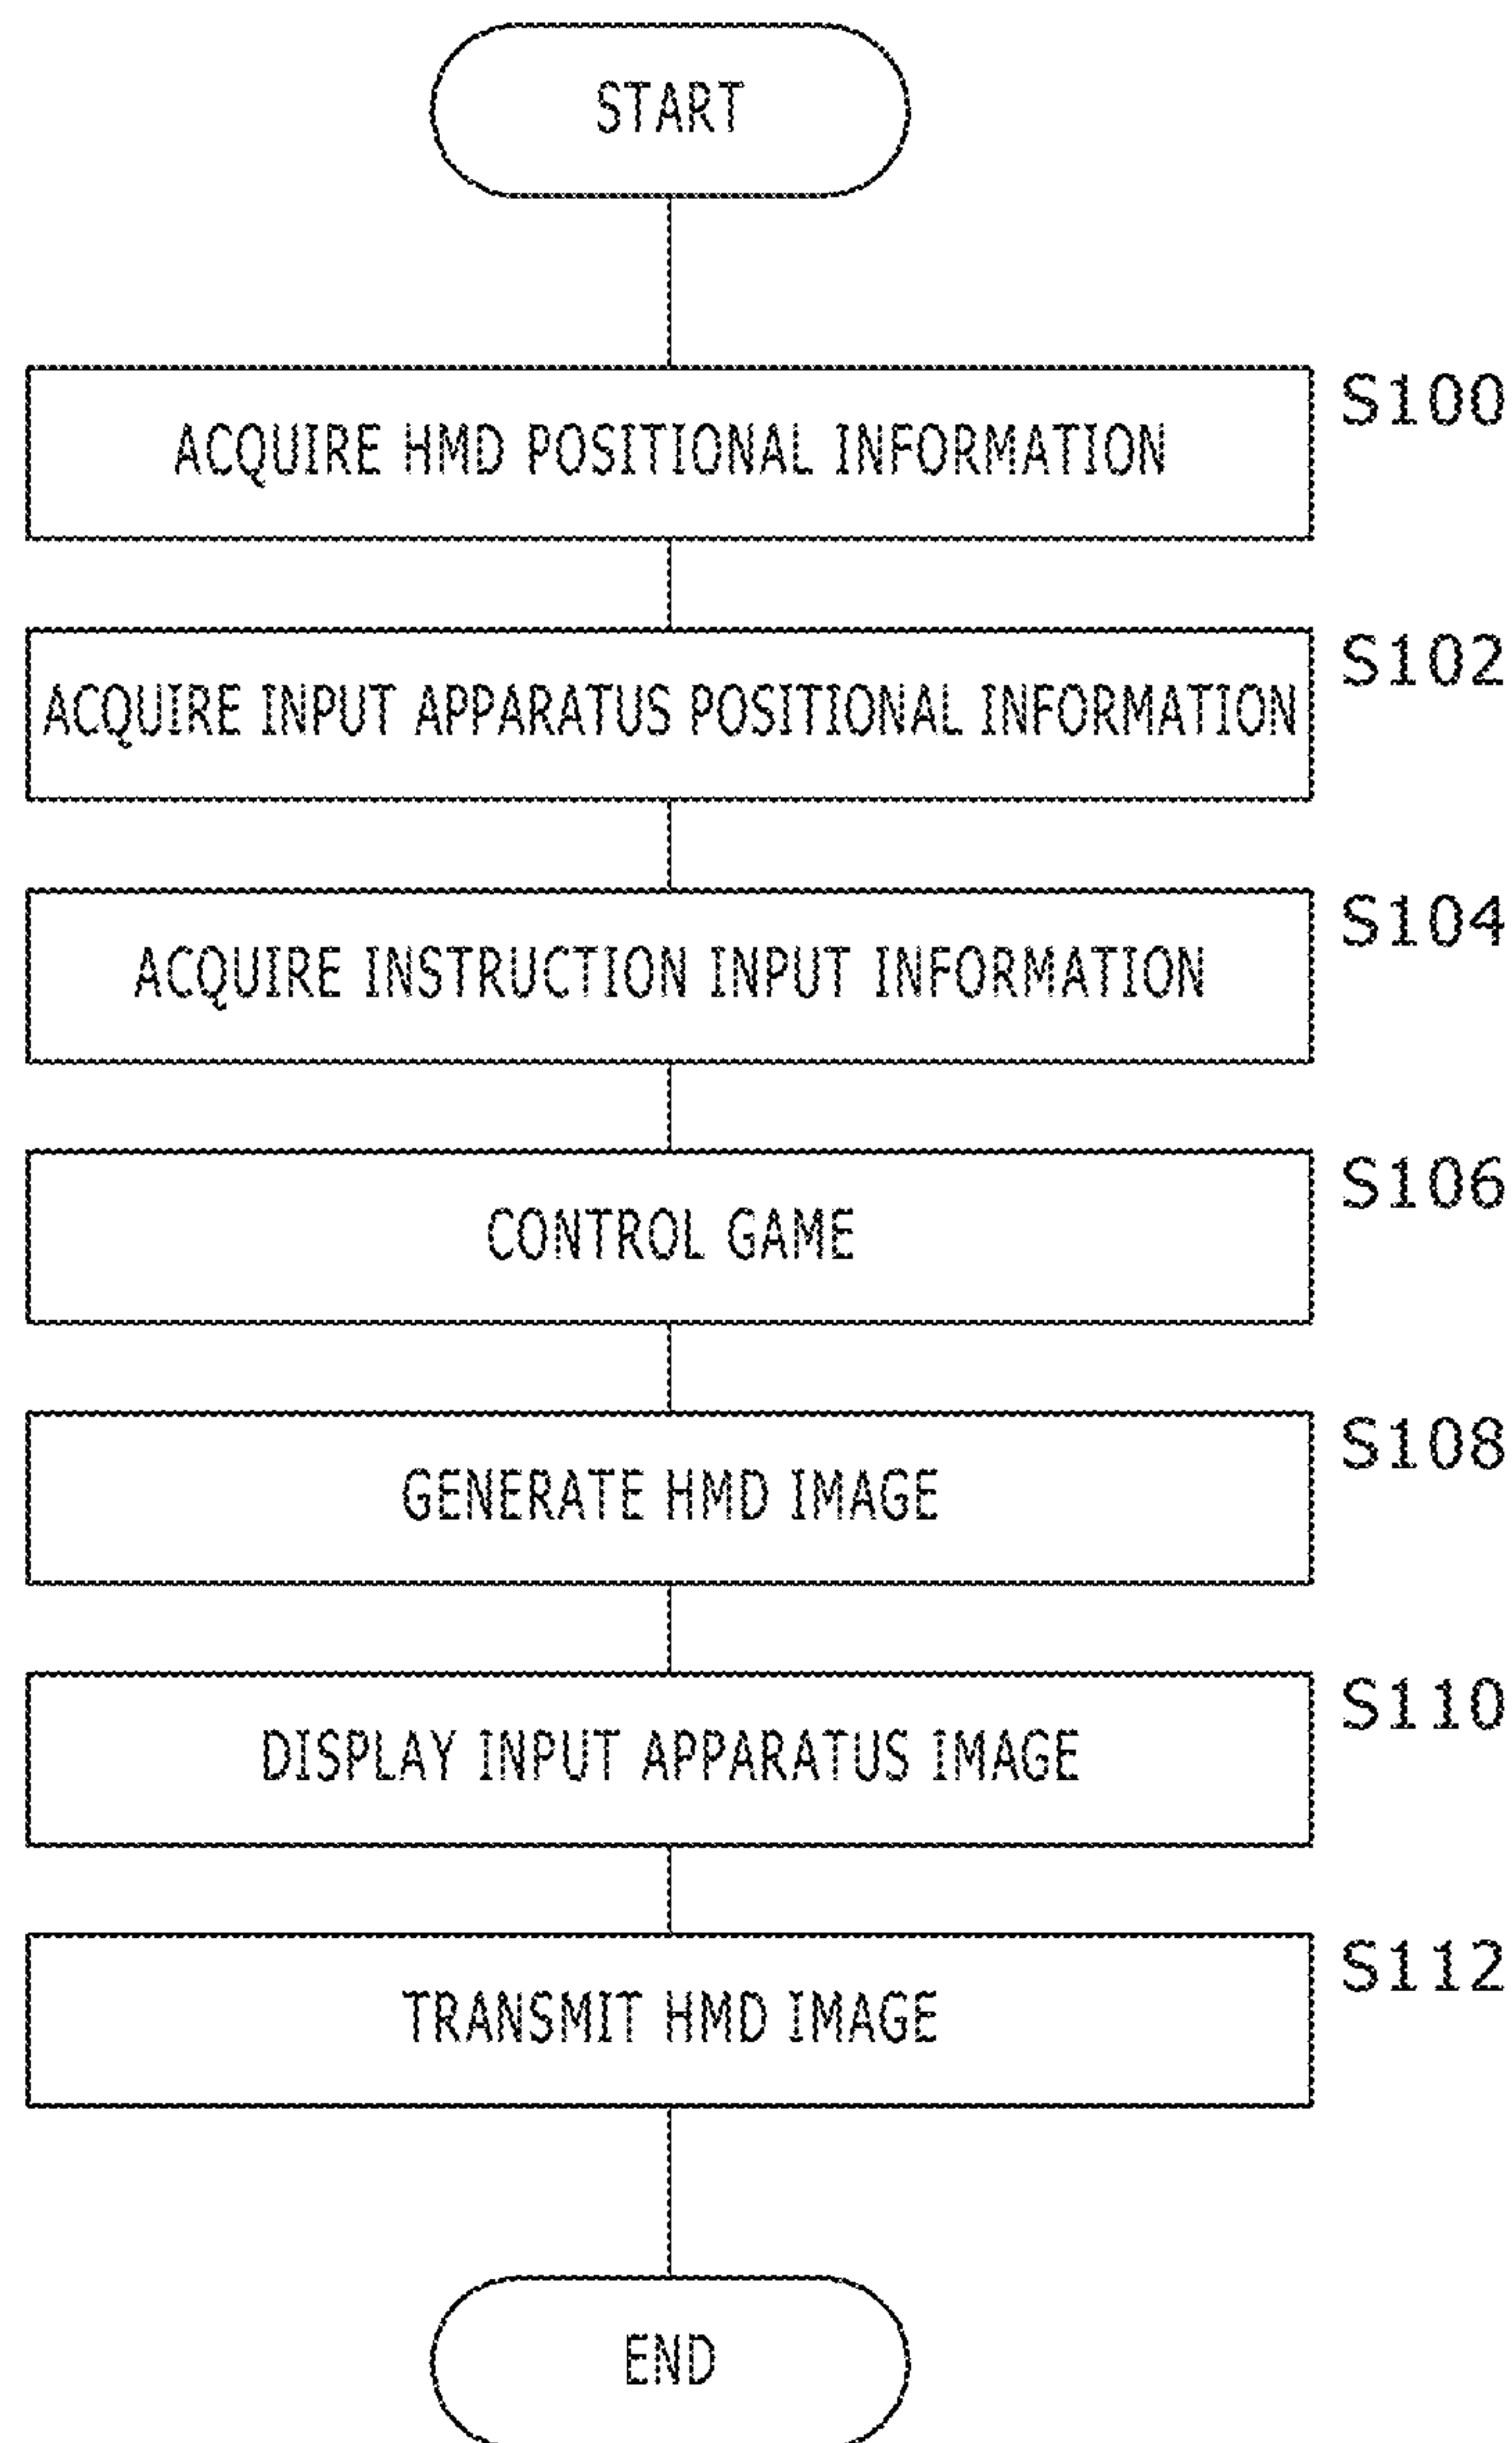 START
S100
ACQUIRE HMD POSITIONAL INFORMATION
S102
ACQUIRE INPUT APPARATUS POSITIONAL INFORMATION
S104
ACQUIRE INSTRUCTION INPUT INFORMATION
S106
CONTROL GAME
S108
GENERATE HMD IMAGE
S110
DISPLAY INPUT APPARATUS IMAGE
S112
TRANSMIT HMD IMAGE
END